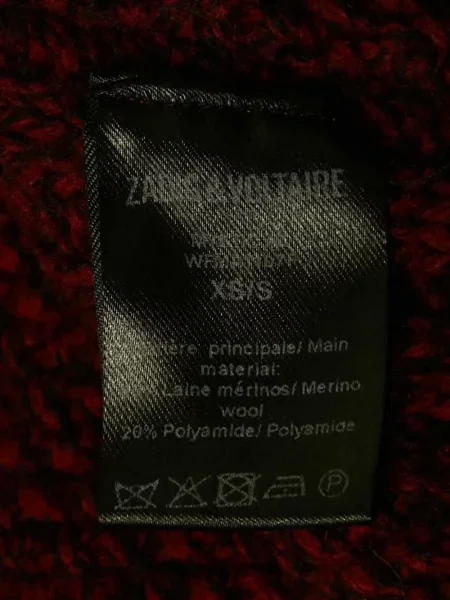 ZADIG&VOLTAIRE
XS/S
principale/ Main
material:
Laine mérinos/ Merino
wool
20% Polyamide/ Polyamide
P